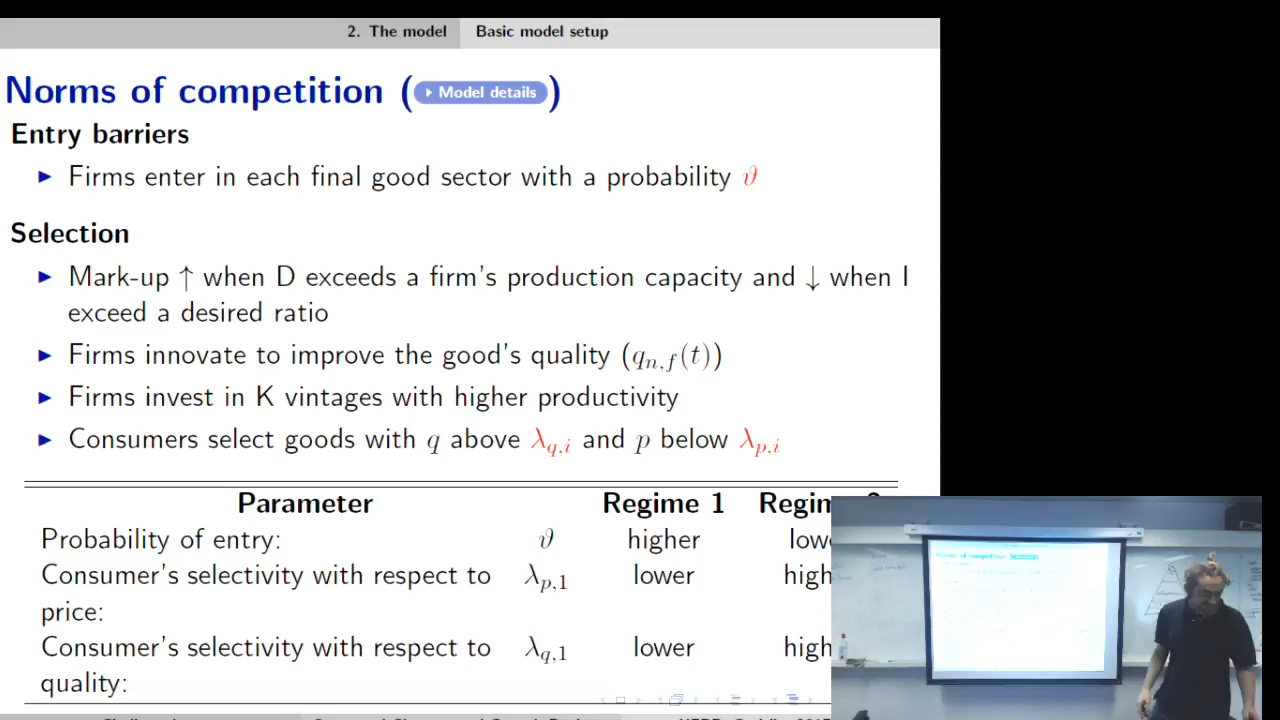 2. The model Basic model setup
Norms of competition ( Model details )
Entry barriers
Firms enter in each final good sector with a probability ϑ
Selection
Mark-up ↑ when D exceeds a firm's production capacity and ↓ when I
exceed a desired ratio
Firms innovate to improve the good's quality (q_{n,f}(t))
Firms invest in K vintages with higher productivity
Consumers select goods with q above λ_{q,i} and p below λ_{p,i}
Parameter Regime 1
Probability of entry: ϑ higher
Consumer's selectivity with respect to λ_{p,1} lower
price:
Consumer's selectivity with respect to λ_{q,1} lower
quality:
Norms of competition